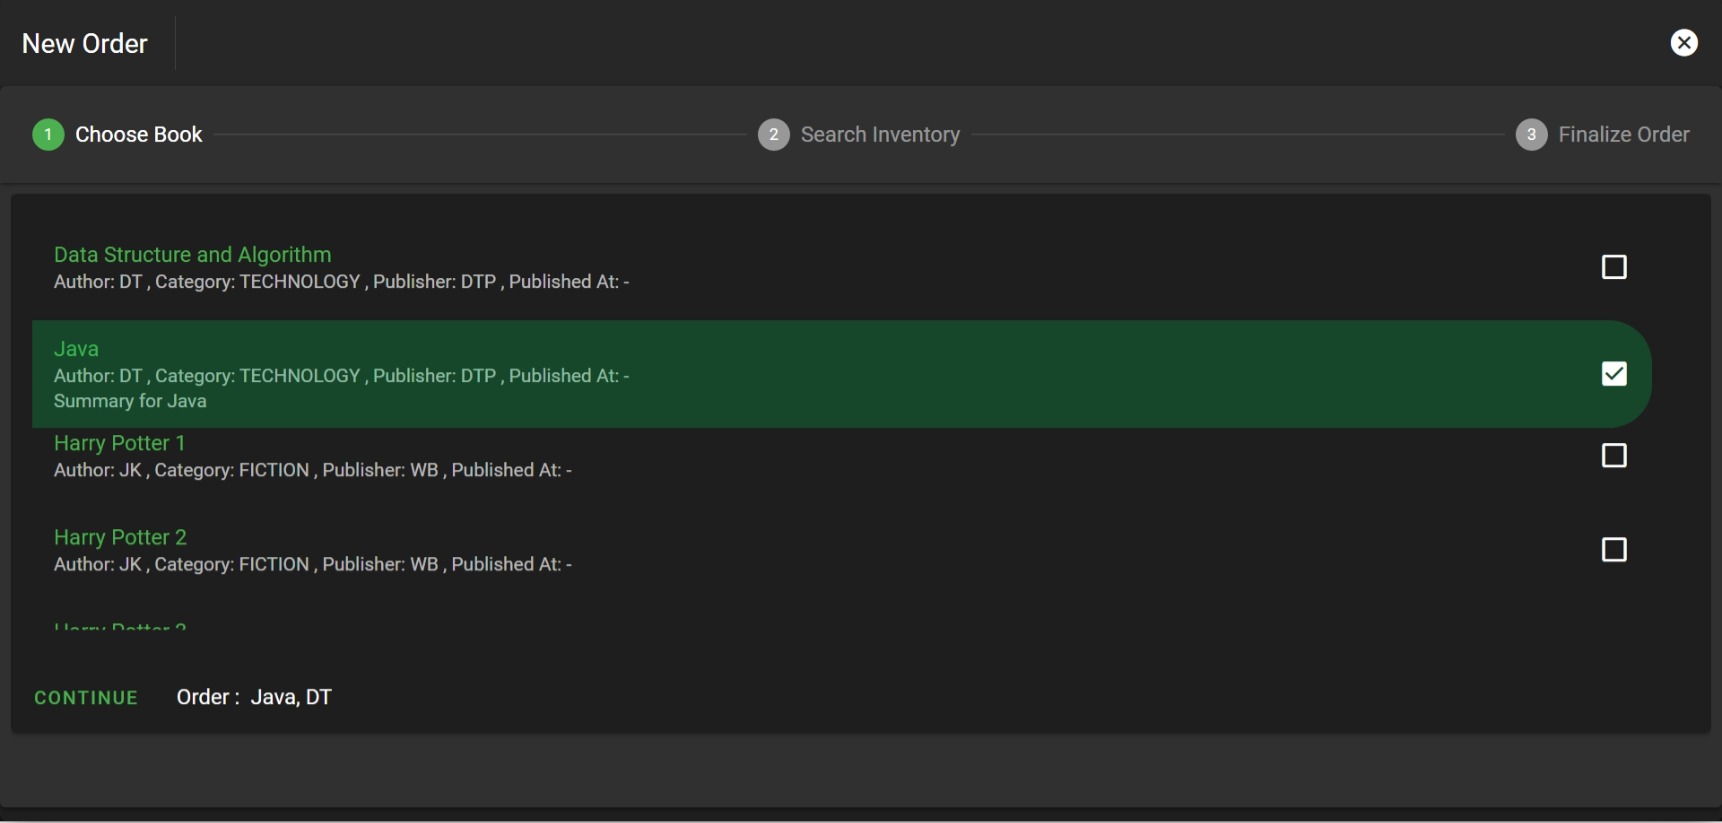 New Order
1 Choose Book
2 Search Inventory
3 Finalize Order
Data Structure and Algorithm
Author: DT , Category: TECHNOLOGY , Publisher: DTP , Published At: -
Java
Author: DT , Category: TECHNOLOGY , Publisher: DTP , Published At: -
Summary for Java
Harry Potter 1
Author: JK , Category: FICTION , Publisher: WB , Published At: -
Harry Potter 2
Author: JK , Category: FICTION , Publisher: WB , Published At: -
Harry Potter
CONTINUE Order : Java, DT